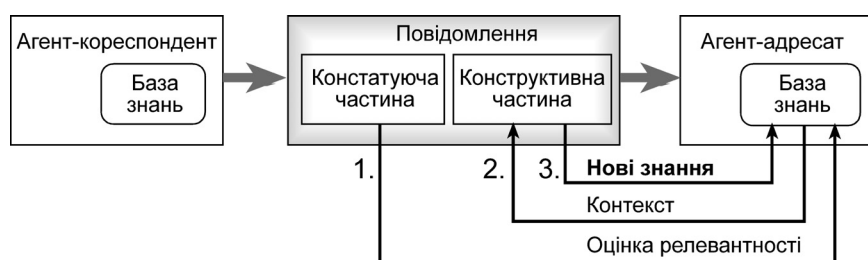 Агент-кореспондент
База
знань
Повідомлення
Констатуюча
частина
Конструктивна
частина
Агент-адресат
База
знань
1.
2.
3.
Нові знання
Контекст
Оцінка релевантності